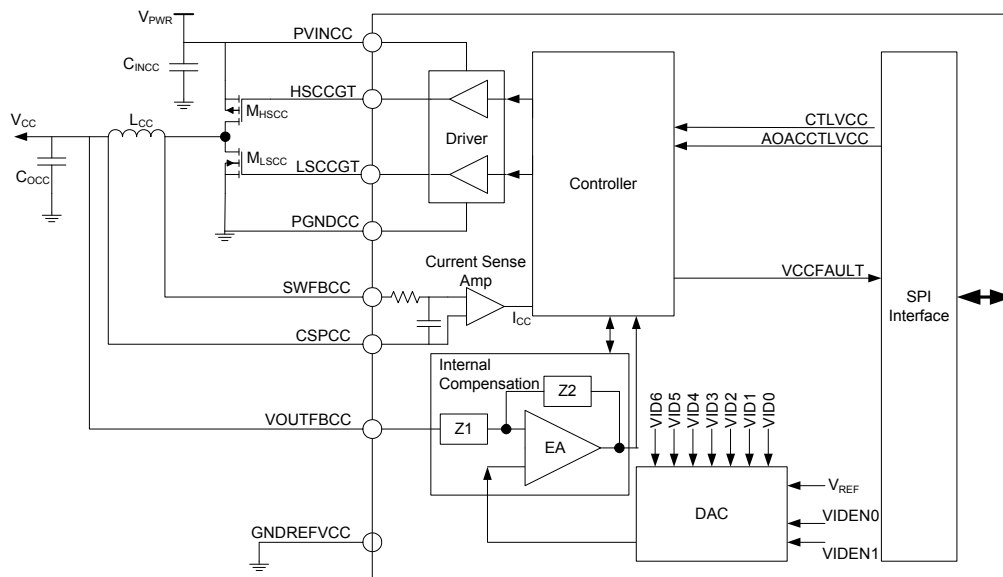 VPWR
PVINCC
CINCC
HSCCGT
MHSCC
Driver
VCC
LCC
MLSCC
LSCCGT
COCC
PGNDCC
Controller
CTLVCC
AOACCTLVCC
VCCFAULT
SPI
Interface
Current Sense
Amp
SWFBCC
ICC
CSPCC
Internal
Compensation
Z2
Z1
VOUTFBCC
EA
VID6
VID5
VID4
VID3
VID2
VID1
VID0
DAC
VREF
VIDEN0
VIDEN1
GNDREFVCC